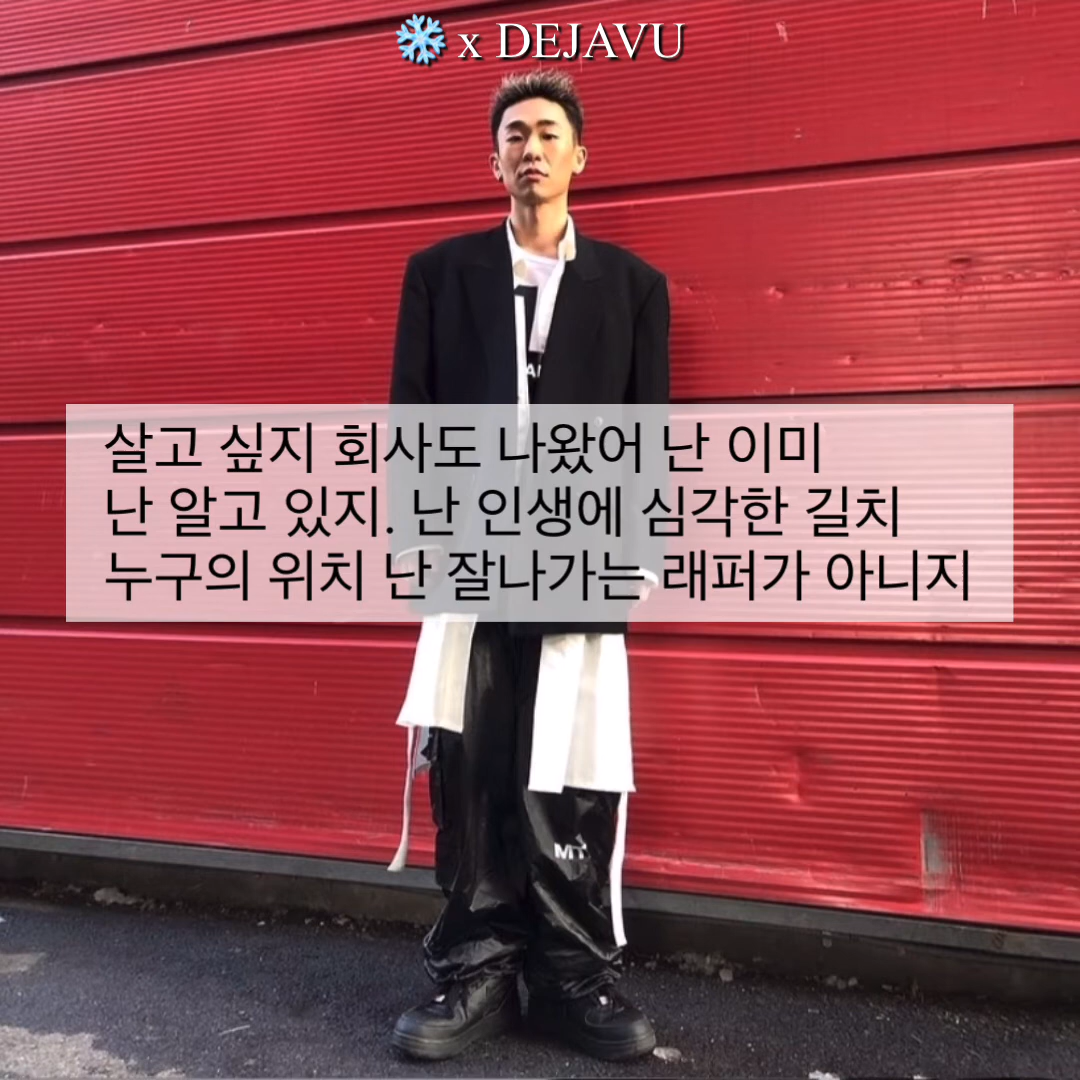 ❄️ x DEJAVU
살고 싶지 회사도 나왔어 난 이미
난 알고 있지. 난 인생에 심각한 길치
누구의 위치 난 잘나가는 래퍼가 아니지
MT